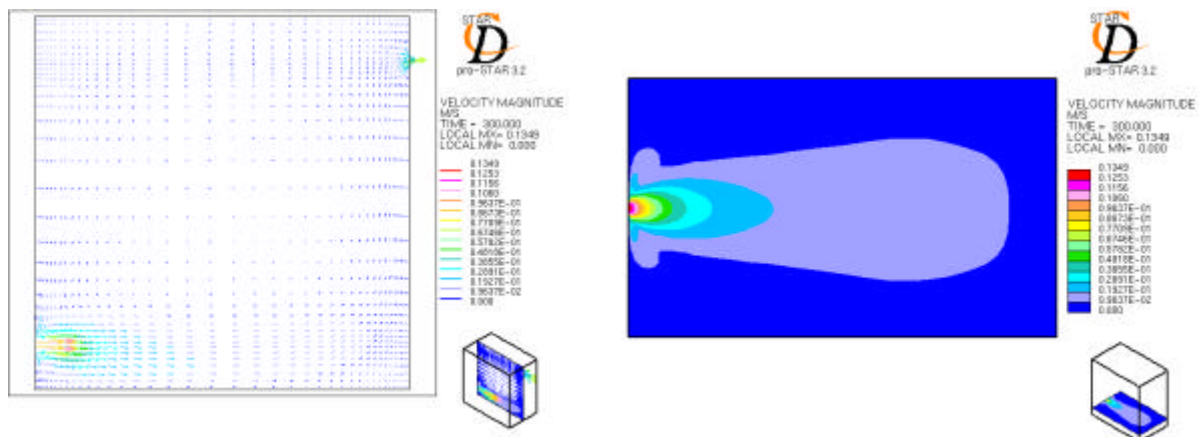 STAR
CD
pro-STAR 3.2
VELOCITY MAGNITUDE
M/S
TIME = 300.000
LOCAL MX= 0.1349
LOCAL MN= 0.000
0.1349
0.1253
0.1156
0.1060
0.9637E-01
0.8673E-01
0.7709E-01
0.6746E-01
0.5782E-01
0.4818E-01
0.3855E-01
0.2891E-01
0.1927E-01
0.9637E-02
0.000
STAR
CD
pro-STAR 3.2
VELOCITY MAGNITUDE
M/S
TIME = 300.000
LOCAL MX= 0.1349
LOCAL MN= 0.000
0.1349
0.1253
0.1156
0.1060
0.9637E-01
0.8673E-01
0.7709E-01
0.6746E-01
0.5782E-01
0.4818E-01
0.3855E-01
0.2891E-01
0.1927E-01
0.9637E-02
0.000